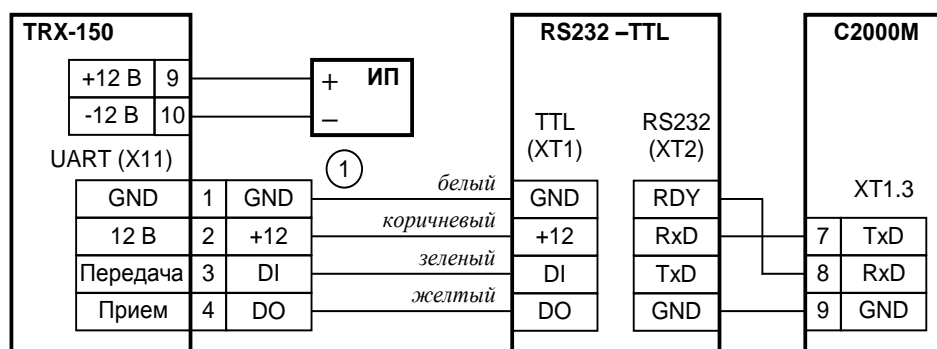 TRX-150 RS232 –TTL C2000M
+12 В 9 + ИП
-12 В 10 –
TTL RS232
(XT1) (XT2)
UART (X11) 1
XT1.3
GND 1 GND белый GND RDY
12 В 2 +12 коричневый +12 RxD 7 TxD
Передача 3 DI зеленый DI TxD 8 RxD
Прием 4 DO желтый DO GND 9 GND